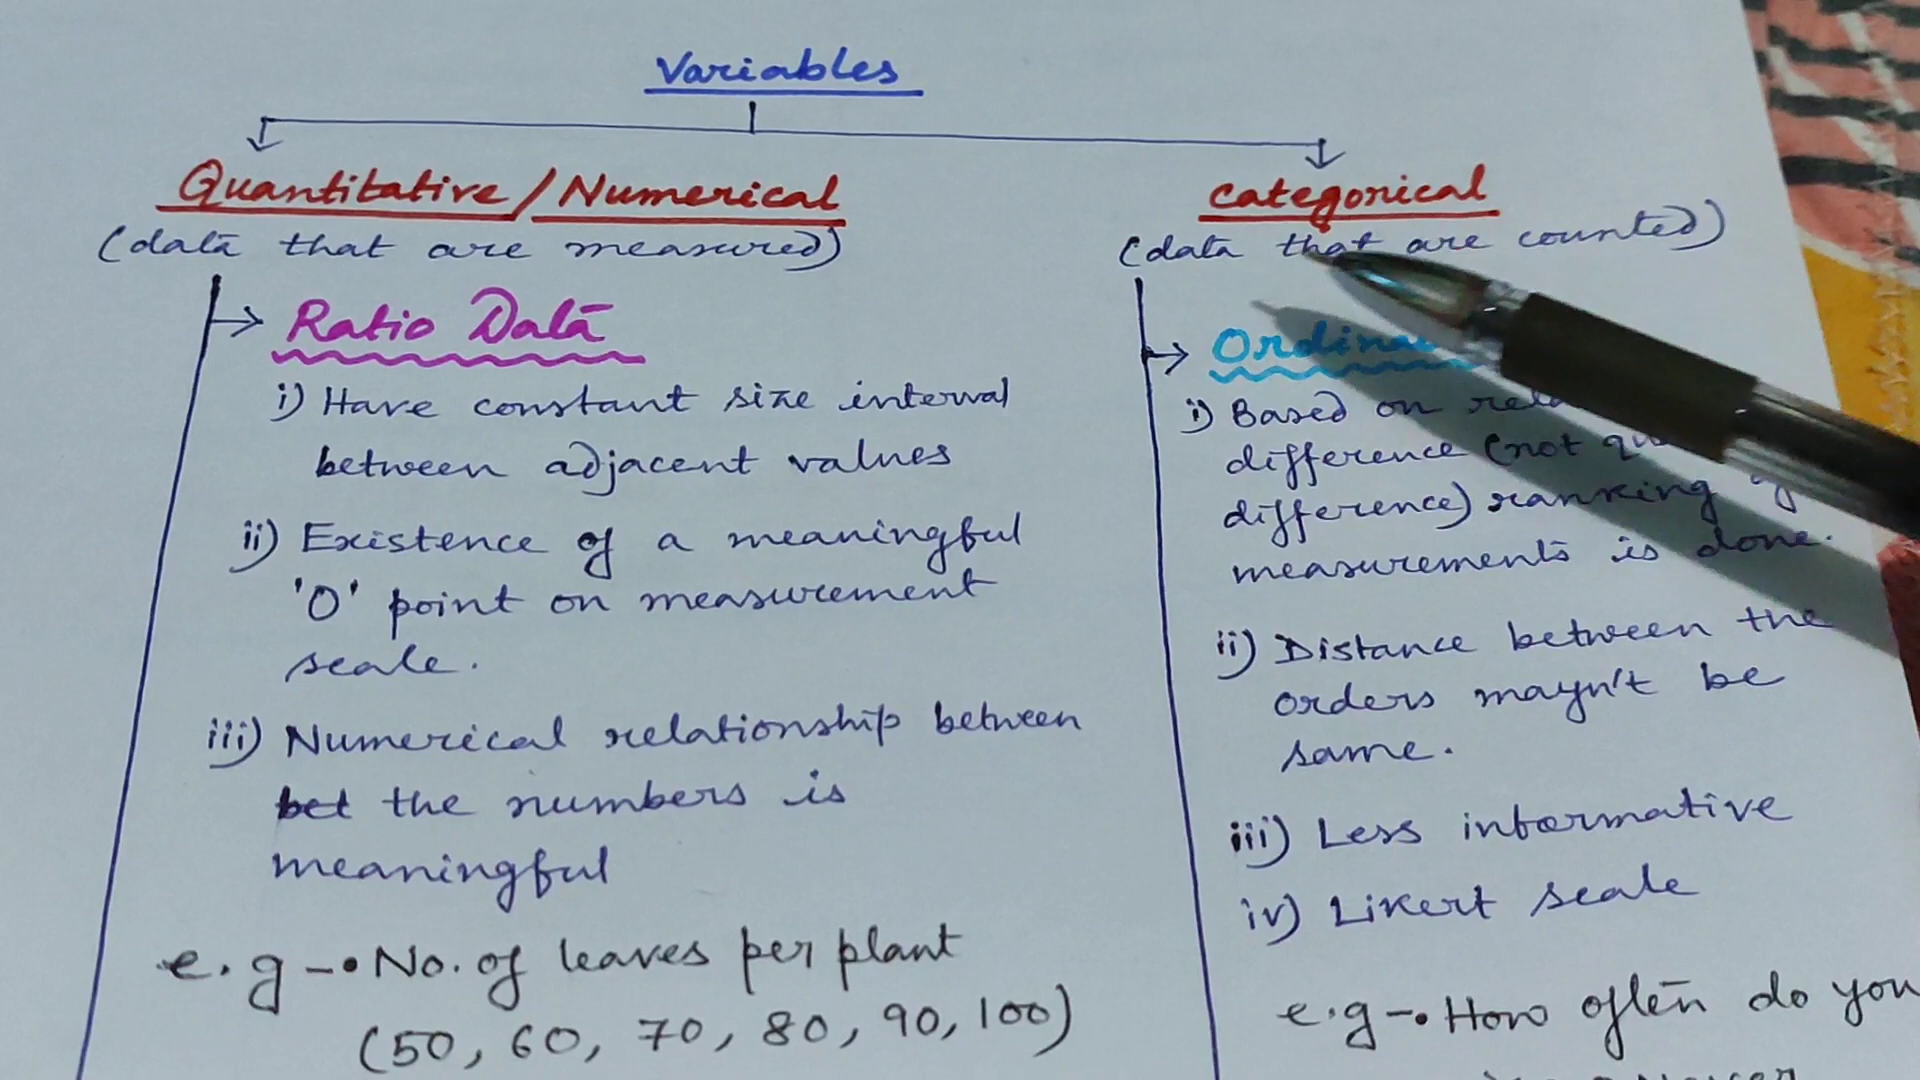 Variables
Quantitative/Numerical
(data that are measured)
Ratio Data
i) Have constant size interval
between adjacent values
ii) Existence of a meaningful
'0' point on measurement
scale.
iii) Numerical relationship between
bet the numbers is
meaningful
e.g - • No. of leaves per plant
(50, 60, 70, 80, 90, 100)
categorical
(data that are counted)
i) Based on
difference (not
difference) ranking
measurements is done.
ii) Distance between the
orders mayn't be
same.
iii) Less informative
iv) Likert scale
e.g - • How often do you